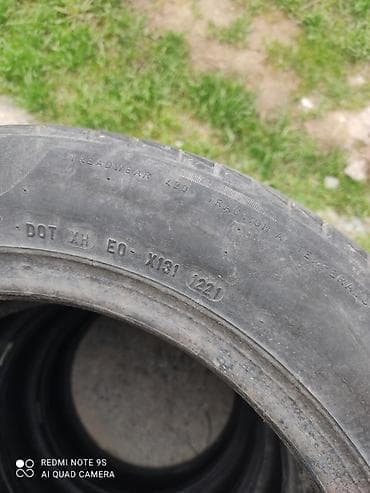 TREADWEAR 420 TRACTION A
DOT XH E0 X131 1221
REDMI NOTE 9S
AI QUAD CAMERA